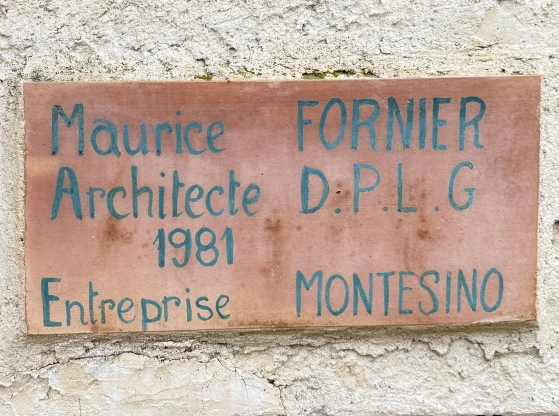 Maurice FORNIER
Architecte D.P.L.G
1981
Entreprise MONTESINO